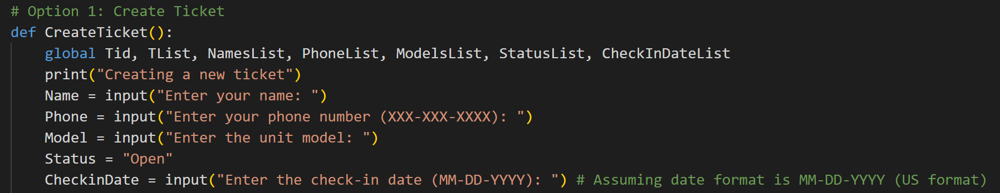 # Option 1: Create Ticket
def CreateTicket():
    global Tid, TList, NamesList, PhoneList, ModelsList, StatusList, CheckInDateList
    print("Creating a new ticket")
    Name = input("Enter your name: ")
    Phone = input("Enter your phone number (XXX-XXX-XXXX): ")
    Model = input("Enter the unit model: ")
    Status = "Open"
    CheckinDate = input("Enter the check-in date (MM-DD-YYYY): ") # Assuming date format is MM-DD-YYYY (US format)